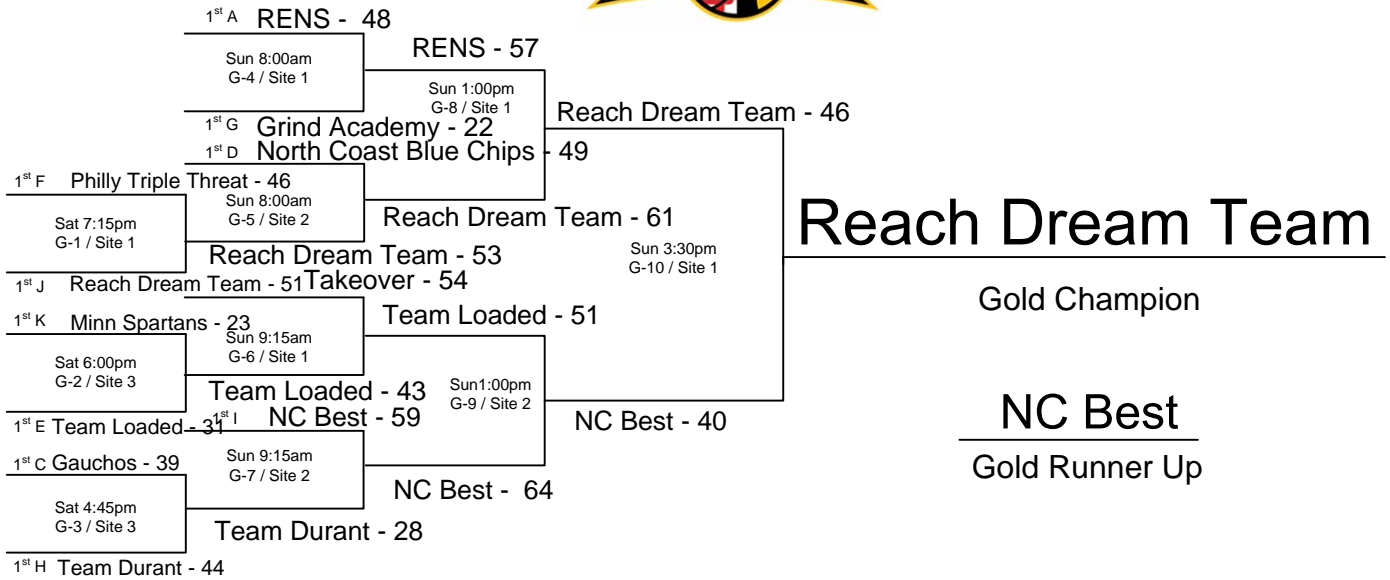 1st A RENS - 48
Sun 8:00am
G-4 / Site 1
RENS - 57
Sun 1:00pm
G-8 / Site 1
1st G Grind Academy - 22
Reach Dream Team - 46
1st D North Coast Blue Chips - 49
1st F Philly Triple Threat - 46
Sun 8:00am
G-5 / Site 2
Sat 7:15pm
G-1 / Site 1
Reach Dream Team - 61
Reach Dream Team - 53
1st J Reach Dream Team - 51
Takeover - 54
Sun 3:30pm
G-10 / Site 1
Reach Dream Team
Gold Champion
1st K Minn Spartans - 23
Sun 9:15am
G-6 / Site 1
Team Loaded - 51
Sat 6:00pm
G-2 / Site 3
Team Loaded - 43
Sun1:00pm
G-9 / Site 2
1st E Team Loaded - 31
1st I NC Best - 59
NC Best - 40
NC Best
Gold Runner Up
1st C Gauchos - 39
Sun 9:15am
G-7 / Site 2
NC Best - 64
Sat 4:45pm
G-3 / Site 3
Team Durant - 28
1st H Team Durant - 44